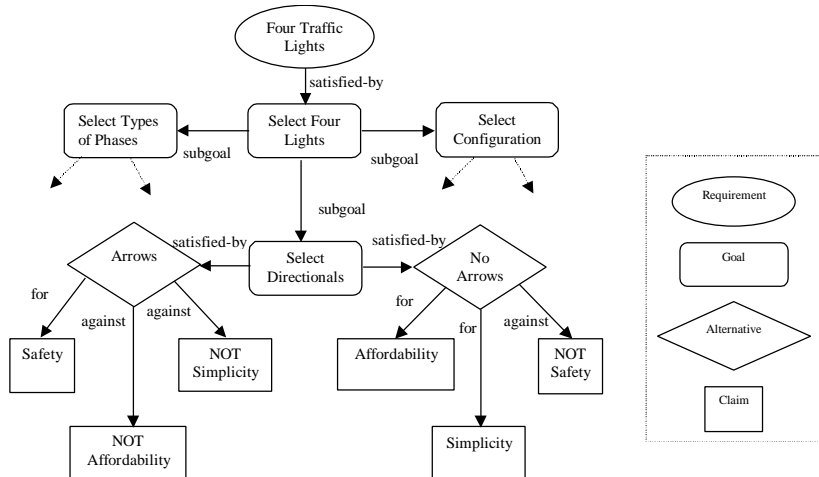 Four Traffic
Lights
satisfied-by
Select Types
of Phases
Select Four
Lights
Select
Configuration
subgoal
subgoal
subgoal
Requirement
Goal
Alternative
Claim
Arrows
satisfied-by
Select
Directionals
satisfied-by
No
Arrows
for
against
against
for
for
against
Safety
NOT
Simplicity
Affordability
NOT
Safety
NOT
Affordability
Simplicity